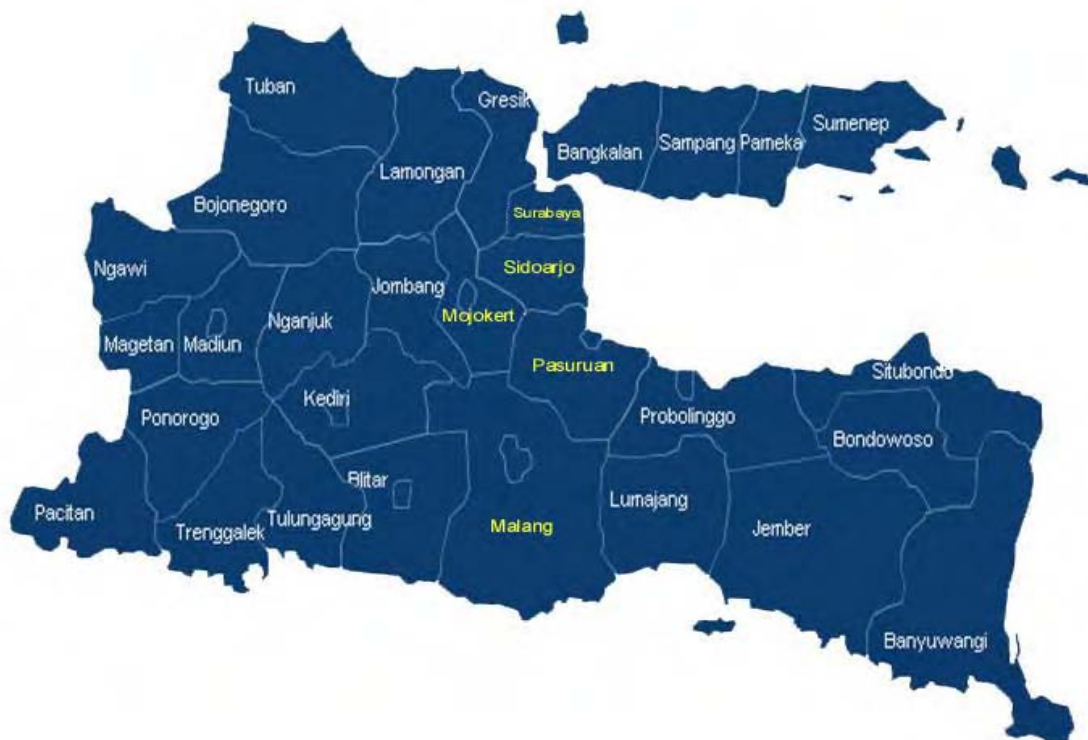 Tuban
Gresik
Sumenep
Lamongan
Bangkalan
Sampang
Pameka
Bojonegoro
Surabaya
Ngawi
Sidoarjo
Jombang
Mojokert
Nganjuk
Magetan
Madiun
Pasuruan
Situbondo
Kediri
Ponorogo
Probolinggo
Bondowoso
Blitar
Lumajang
Pacitan
Tulungagung
Malang
Trenggalek
Jember
Banyuwangi